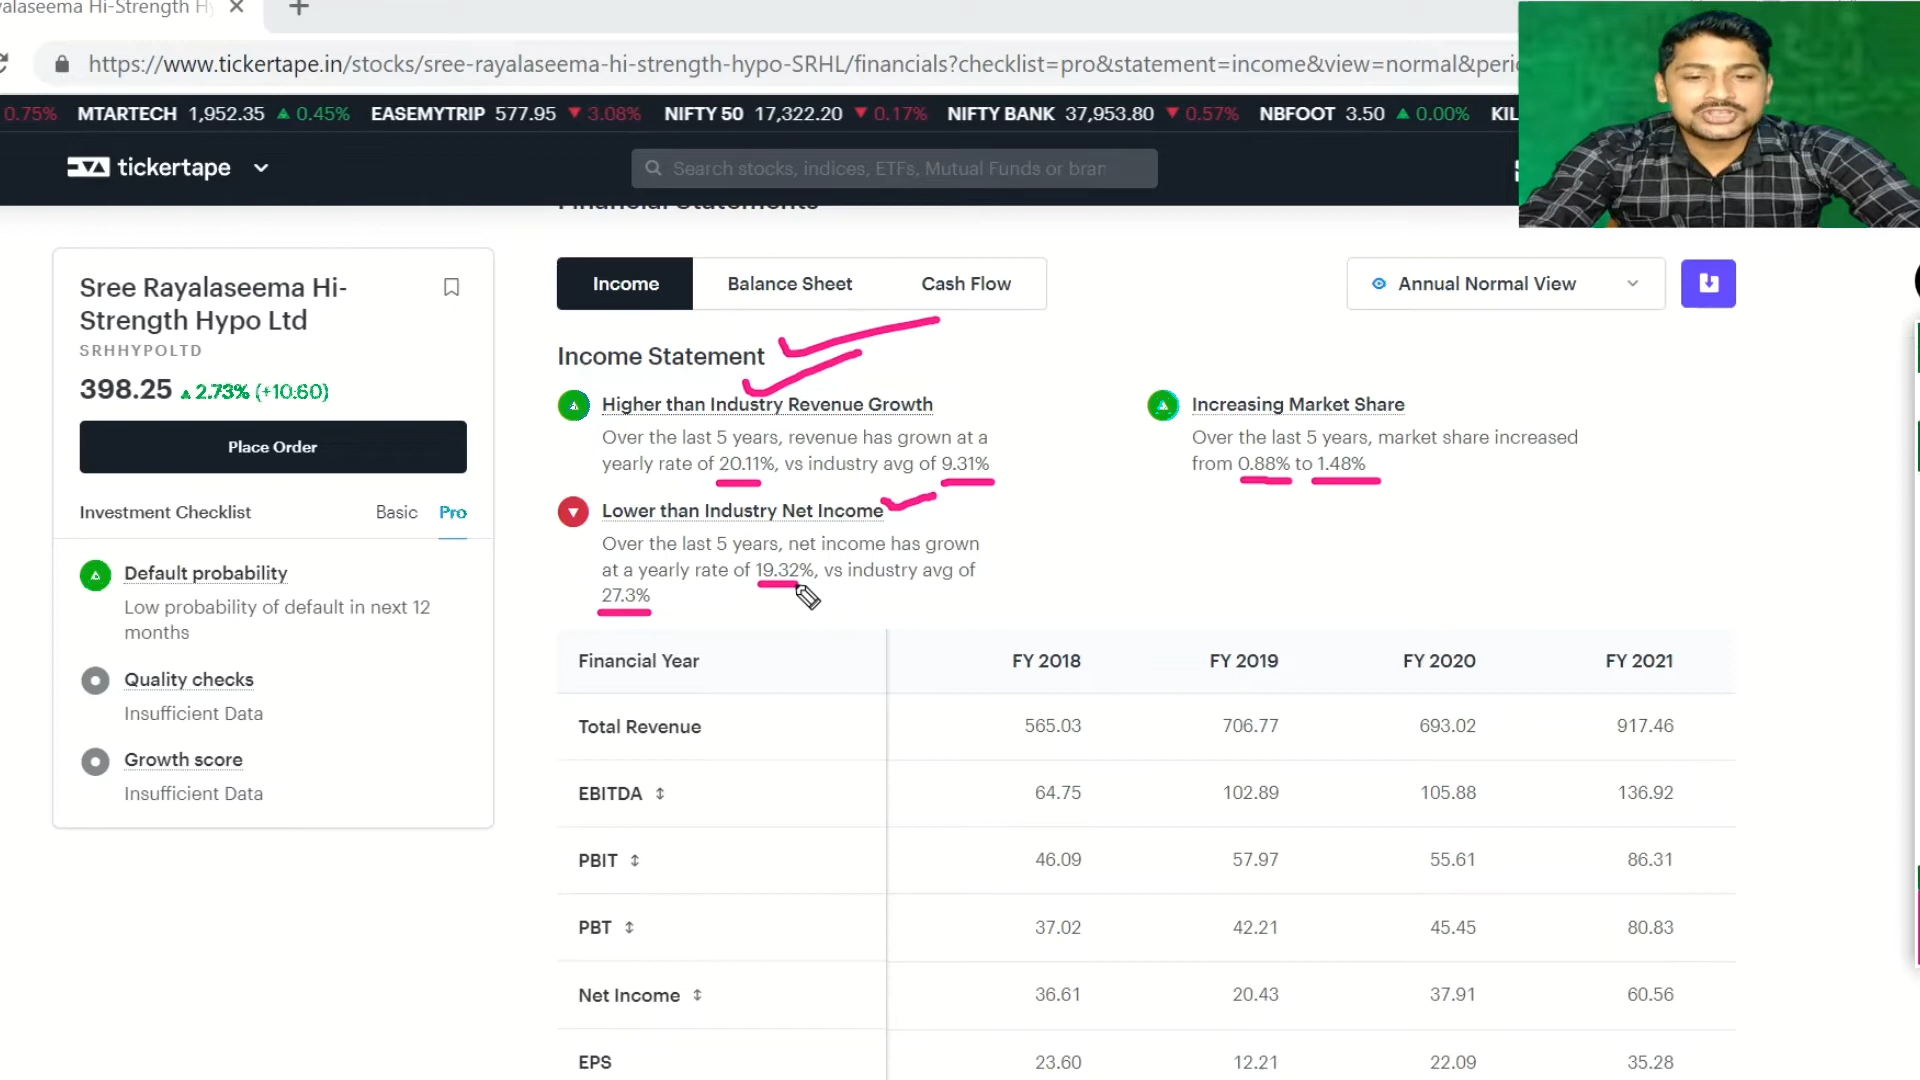 Rayalaseema Hi-Strength
https://www.tickertape.in/stocks/sree-rayalaseema-hi-strength-hypo-SRHL/financials?checklist=pro&statement=income&view=normal&peri
0.75% MTARTECH 1,952.35 0.45% EASEMYTRIP 577.95 3.08% NIFTY 50 17,322.20 0.17% NIFTY BANK 37,953.80 0.57% NBFOOT 3.50 0.00% KIL
tickertape
Search stocks, indices, ETFs, Mutual Funds or bran
Financial Statements
Sree Rayalaseema Hi-
Strength Hypo Ltd
SRHHYPOLTD
398.25 2.73% (+10.60)
Place Order
Investment Checklist Basic Pro
Default probability
Low probability of default in next 12
months
Quality checks
Insufficient Data
Growth score
Insufficient Data
Income Balance Sheet Cash Flow
Annual Normal View
Income Statement
Higher than Industry Revenue Growth
Over the last 5 years, revenue has grown at a
yearly rate of 20.11%, vs industry avg of 9.31%
Increasing Market Share
Over the last 5 years, market share increased
from 0.88% to 1.48%
Lower than Industry Net Income
Over the last 5 years, net income has grown
at a yearly rate of 19.32%, vs industry avg of
27.3%
Financial Year FY 2018 FY 2019 FY 2020 FY 2021
Total Revenue 565.03 706.77 693.02 917.46
EBITDA 64.75 102.89 105.88 136.92
PBIT 46.09 57.97 55.61 86.31
PBT 37.02 42.21 45.45 80.83
Net Income 36.61 20.43 37.91 60.56
EPS 23.60 12.21 22.09 35.28